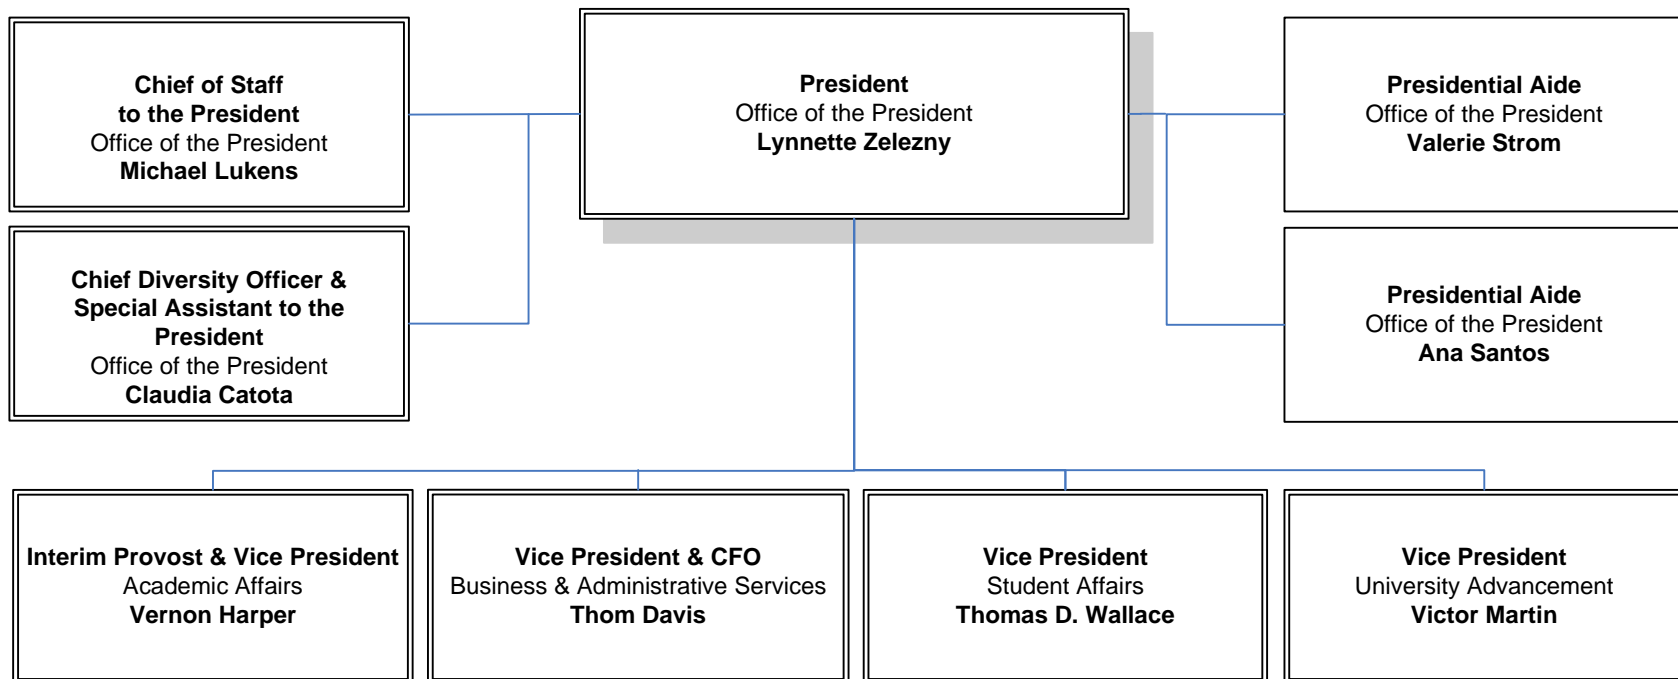 Chief of Staff
to the President
Office of the President
Michael Lukens
President
Office of the President
Lynnette Zelezny
Presidential Aide
Office of the President
Valerie Strom
Chief Diversity Officer &
Special Assistant to the
President
Office of the President
Claudia Catota
Presidential Aide
Office of the President
Ana Santos
Interim Provost & Vice President
Academic Affairs
Vernon Harper
Vice President & CFO
Business & Administrative Services
Thom Davis
Vice President
Student Affairs
Thomas D. Wallace
Vice President
University Advancement
Victor Martin